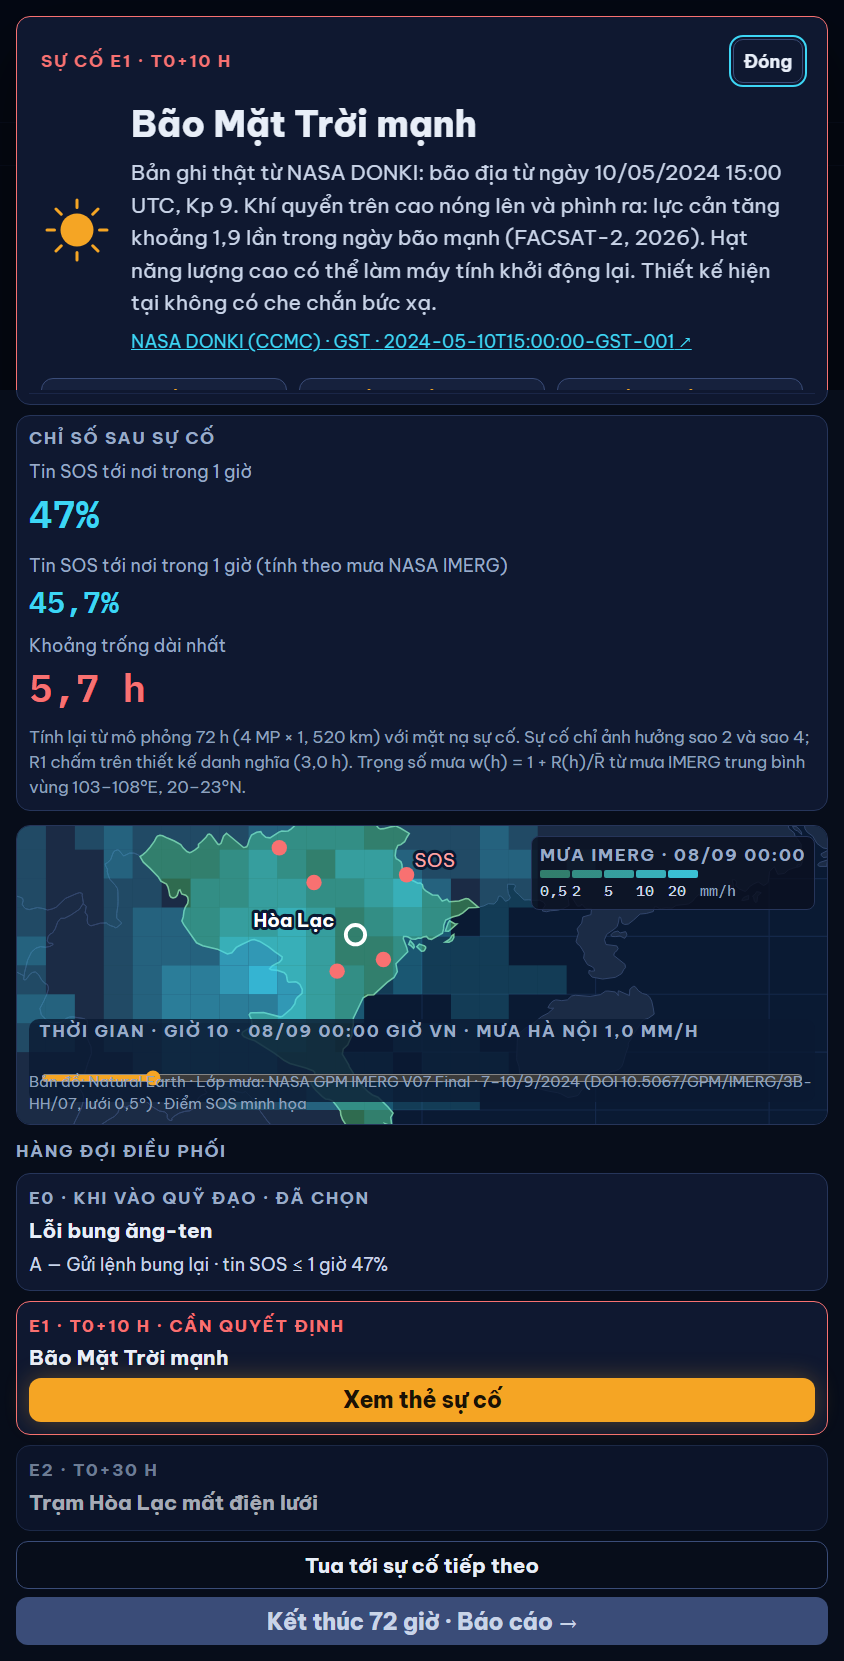 SỰ CỐ E1 · T0+10 H
Đóng
Bão Mặt Trời mạnh
Bản ghi thật từ NASA DONKI: bão địa từ ngày 10/05/2024 15:00
UTC, Kp 9. Khí quyển trên cao nóng lên và phình ra: lực cản tăng
khoảng 1,9 lần trong ngày bão mạnh (FACSAT-2, 2026). Hạt
năng lượng cao có thể làm máy tính khởi động lại. Thiết kế hiện
tại không có che chắn bức xạ.
NASA DONKI (CCMC) · GST · 2024-05-10T15:00:00-GST-001 ↗
CHỈ SỐ SAU SỰ CỐ
Tin SOS tới nơi trong 1 giờ
47%
Tin SOS tới nơi trong 1 giờ (tính theo mưa NASA IMERG)
45,7%
Khoảng trống dài nhất
5,7 h
Tính lại từ mô phỏng 72 h (4 MP × 1, 520 km) với mặt nạ sự cố. Sự cố chỉ ảnh hưởng sao 2 và sao 4;
R1 chấm trên thiết kế danh nghĩa (3,0 h). Trọng số mưa w(h) = 1 + R(h)/R̄ từ mưa IMERG trung bình
vùng 103–108°E, 20–23°N.
SOS
MƯA IMERG · 08/09 00:00
0,5 2 5 10 20 mm/h
Hòa Lạc
THỜI GIAN · GIỜ 10 · 08/09 00:00 GIỜ VN · MƯA HÀ NỘI 1,0 MM/H
Bản đồ: Natural Earth · Lớp mưa: NASA GPM IMERG V07 Final · 7–10/9/2024 (DOI 10.5067/GPM/IMERG/3B-
HH/07, lưới 0,5°) · Điểm SOS minh họa
HÀNG ĐỢI ĐIỀU PHỐI
E0 · KHI VÀO QUỸ ĐẠO · ĐÃ CHỌN
Lỗi bung ăng-ten
A — Gửi lệnh bung lại · tin SOS ≤ 1 giờ 47%
E1 · T0+10 H · CẦN QUYẾT ĐỊNH
Bão Mặt Trời mạnh
Xem thẻ sự cố
E2 · T0+30 H
Trạm Hòa Lạc mất điện lưới
Tua tới sự cố tiếp theo
Kết thúc 72 giờ · Báo cáo →